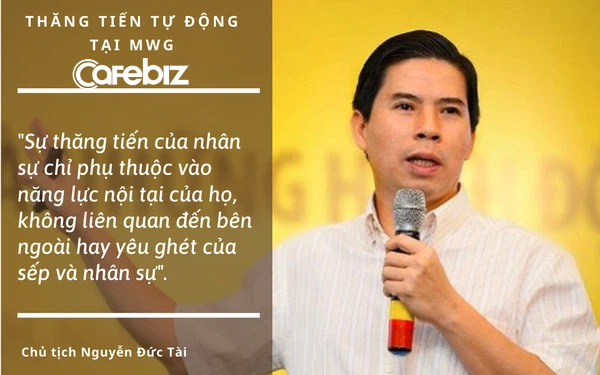 THĂNG TIẾN TỰ ĐỘNG
TẠI MWG
Cafebiz
"Sự thăng tiến của nhân
sự chỉ phụ thuộc vào
năng lực nội tại của họ,
không liên quan đến bên
ngoài hay yêu ghét của
sếp và nhân sự".
Chủ tịch Nguyễn Đức Tài